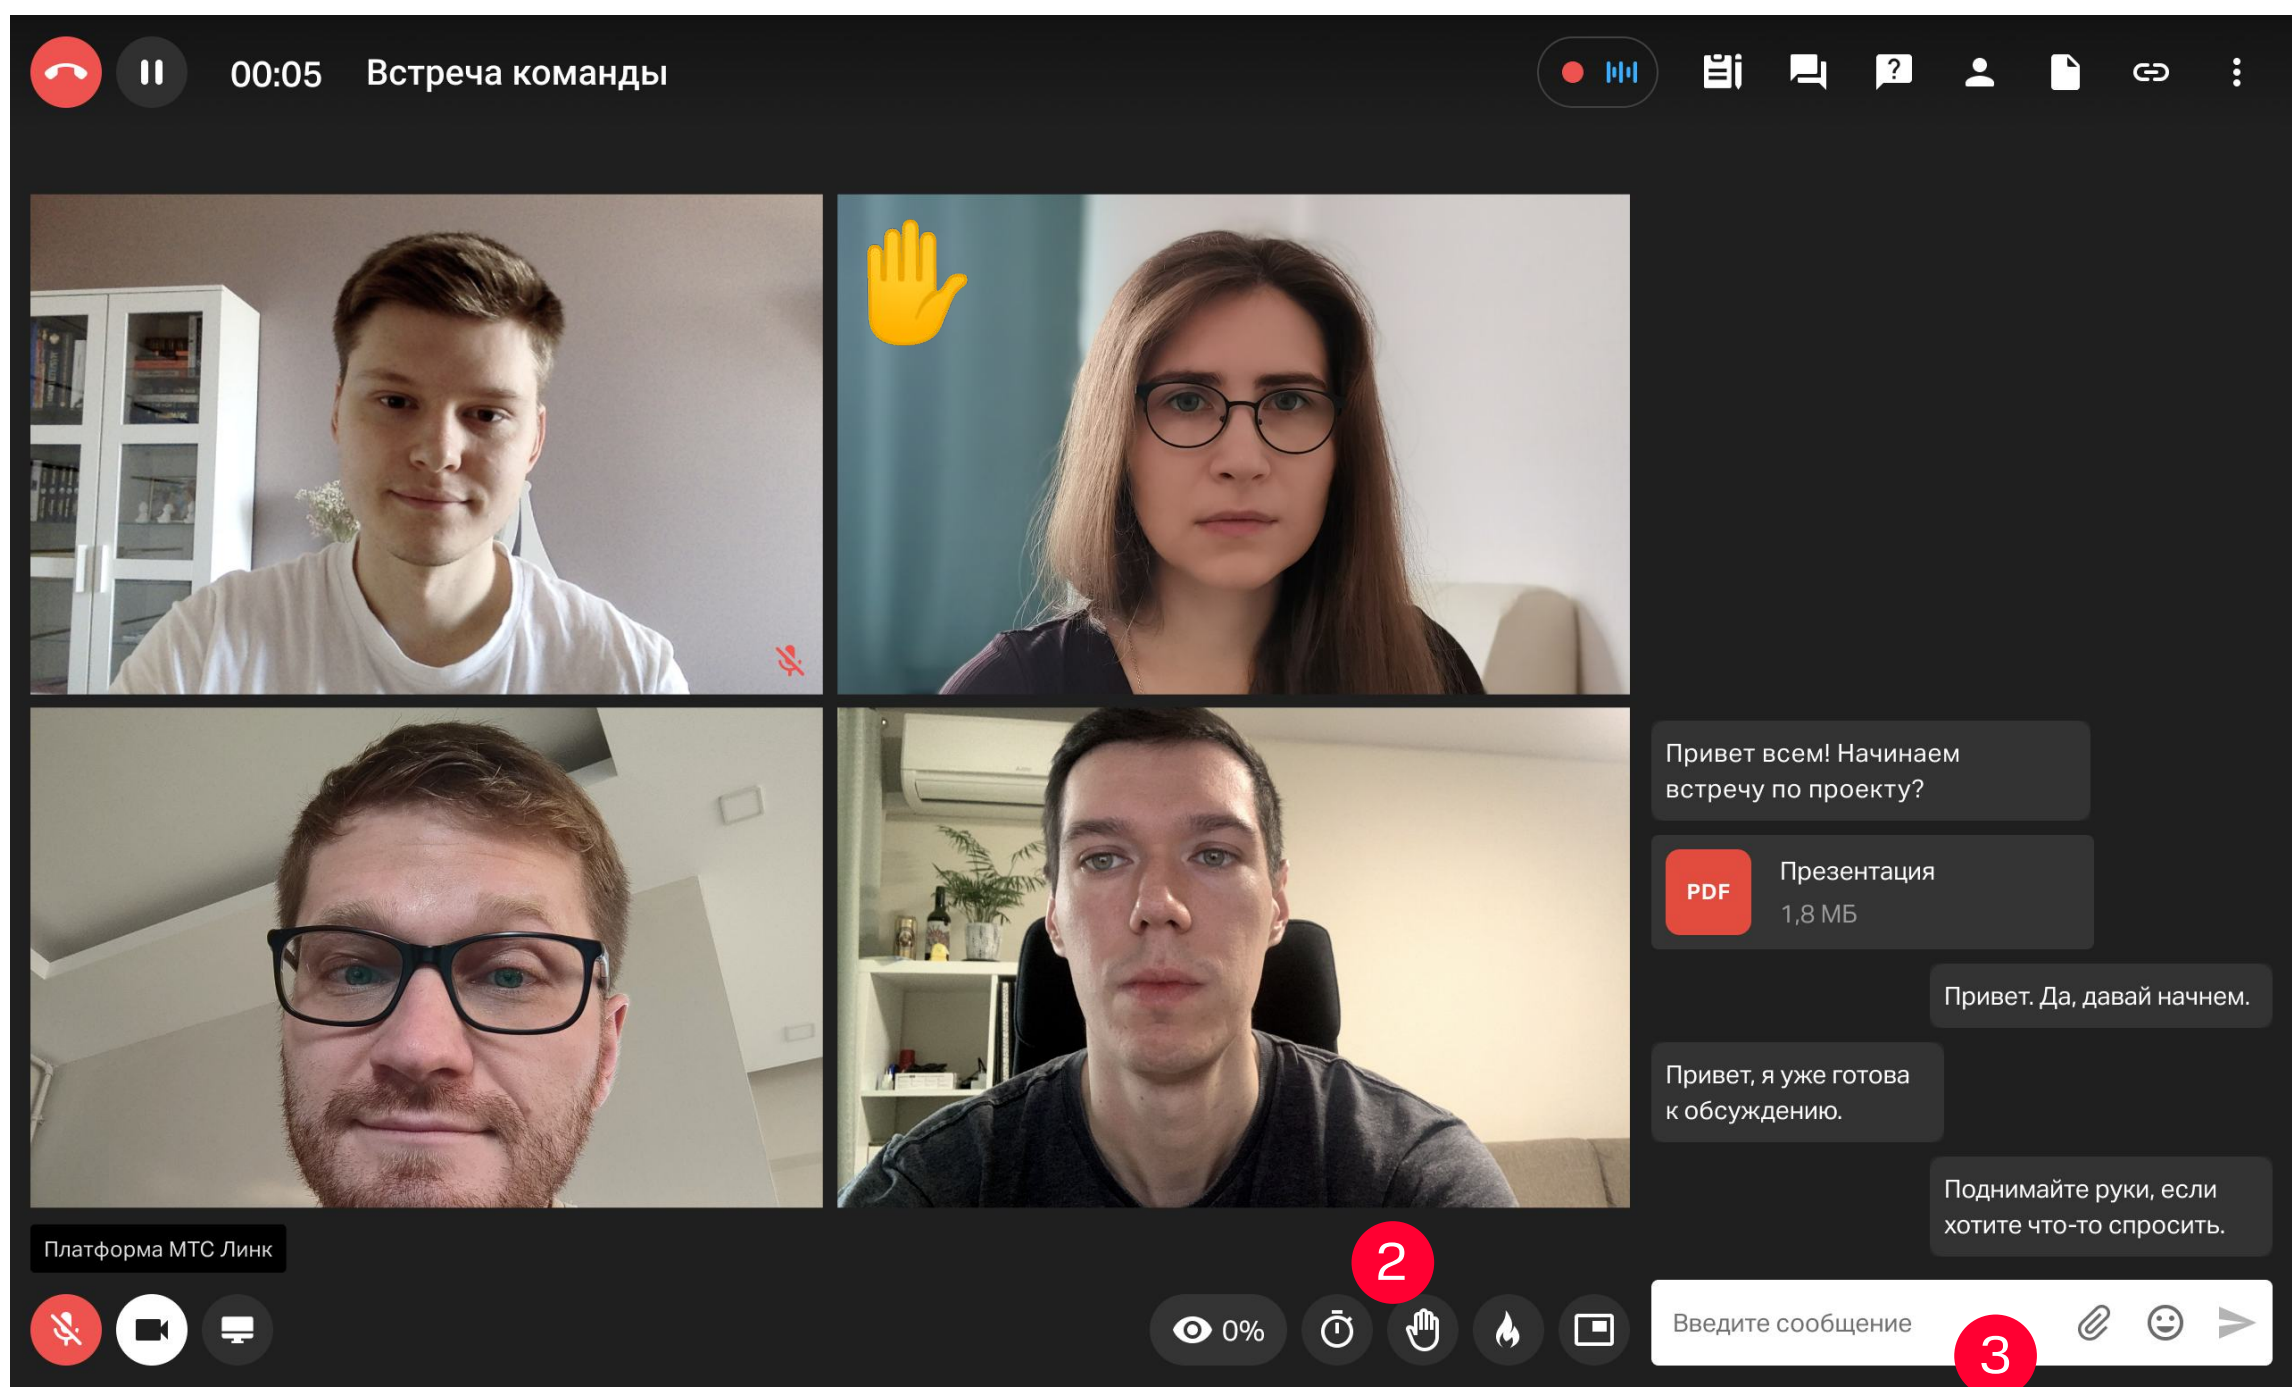 00:05 Встреча команды
Привет всем! Начинаем
встречу по проекту?
PDF
Презентация
1,8 МБ
Привет. Да, давай начнем.
Привет, я уже готова
к обсуждению.
Поднимайте руки, если
хотите что-то спросить.
Платформа МТС Линк
2
0%
Введите сообщение
3